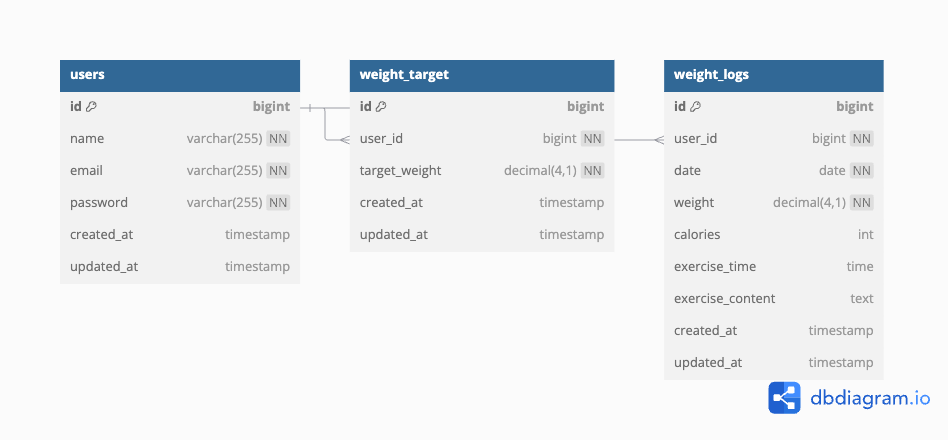 users
id bigint
name varchar(255) NN
email varchar(255) NN
password varchar(255) NN
created_at timestamp
updated_at timestamp
weight_target
id bigint
user_id bigint NN
target_weight decimal(4,1) NN
created_at timestamp
updated_at timestamp
weight_logs
id bigint
user_id bigint NN
date date NN
weight decimal(4,1) NN
calories int
exercise_time time
exercise_content text
created_at timestamp
updated_at timestamp
dbdiagram.io